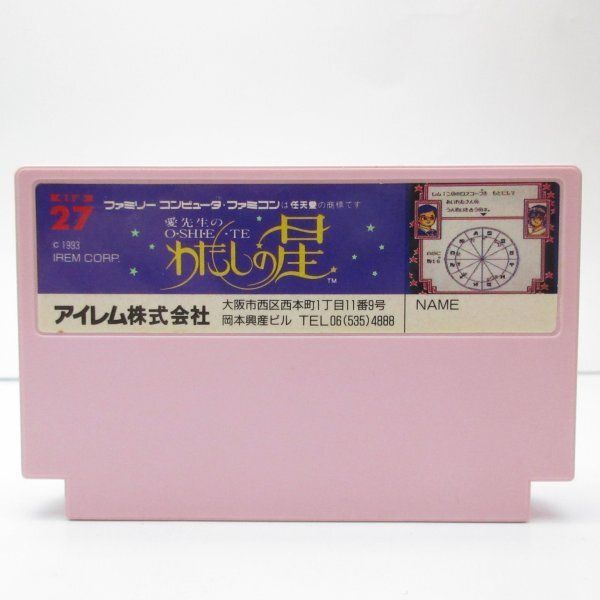 27
© 1993
IREM CORP.
ファミリー コンピュータ・ファミコンは任天堂の商標です
愛先生の
O・SHI・E・TE
わたしの星
TM
アイレム株式会社
大阪市西区西本町1丁目11番9号
岡本興産ビル TEL 06(535)4888
NAME